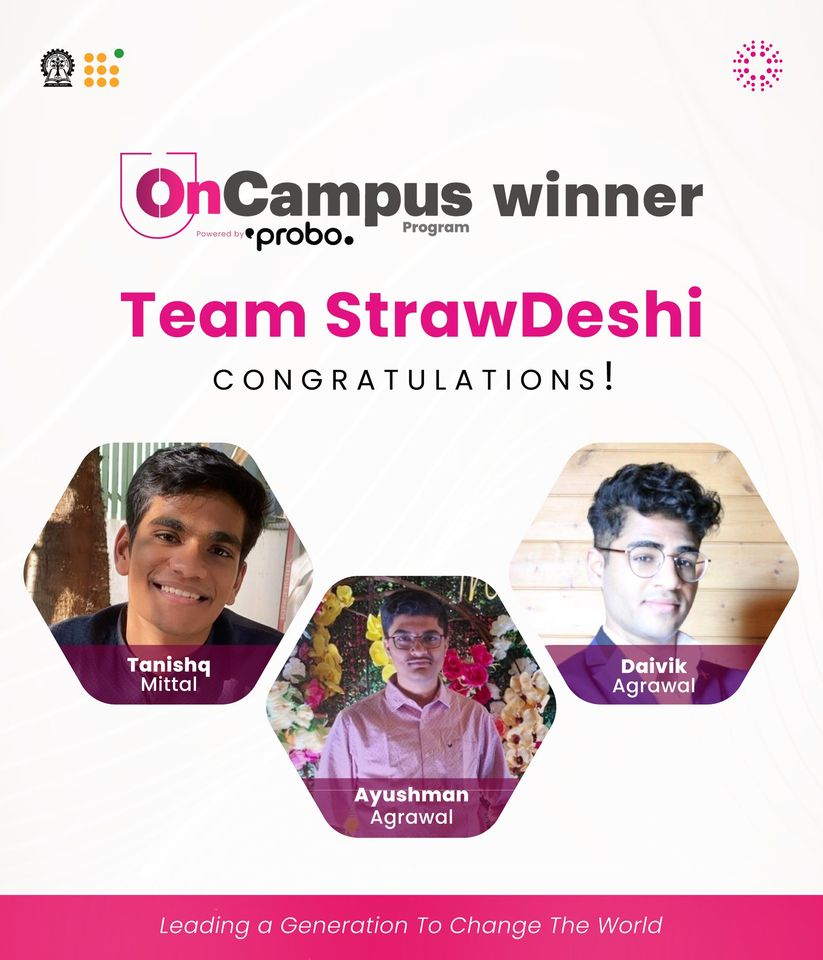 OnCampus winner
Program
Powered by probo.
Team StrawDeshi
CONGRATULATIONS!
Tanishq
Mittal
Daivik
Agrawal
Ayushman
Agrawal
Leading a Generation To Change The World